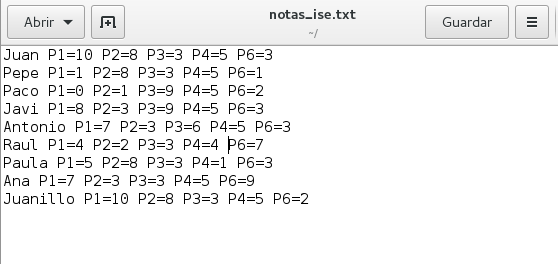 Abrir
notas_ise.txt
~/
Guardar
Juan P1=10 P2=8 P3=3 P4=5 P6=3
Pepe P1=1 P2=8 P3=3 P4=5 P6=1
Paco P1=0 P2=1 P3=9 P4=5 P6=2
Javi P1=8 P2=3 P3=9 P4=5 P6=3
Antonio P1=7 P2=3 P3=6 P4=5 P6=3
Raul P1=4 P2=2 P3=3 P4=4 P6=7
Paula P1=5 P2=8 P3=3 P4=1 P6=3
Ana P1=7 P2=3 P3=3 P4=5 P6=9
Juanillo P1=10 P2=8 P3=3 P4=5 P6=2